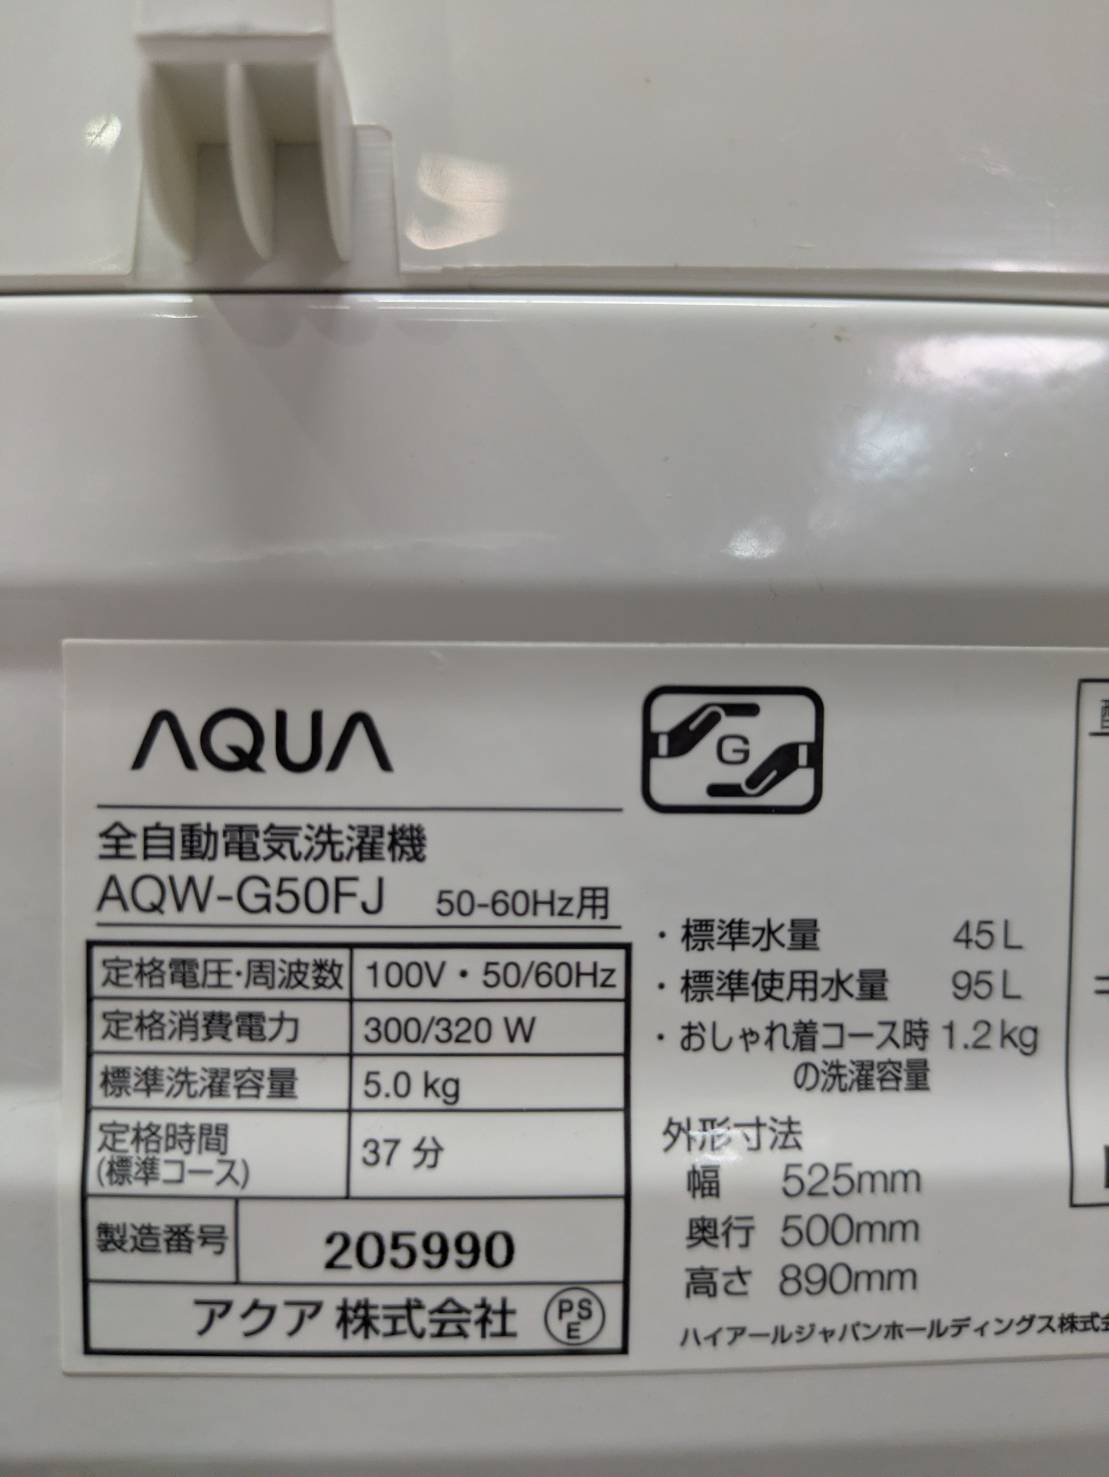 AQUA
G
全自動電気洗濯機
AQW-G50FJ 50-60Hz用
定格電圧・周波数 100V・50/60Hz
定格消費電力 300/320 W
標準洗濯容量 5.0 kg
定格時間 37 分
(標準コース)
製造番号 205990
アクア 株式会社 PSE
・標準水量 45L
・標準使用水量 95L
・おしゃれ着コース時 1.2kg
の洗濯容量
外形寸法
幅 525mm
奥行 500mm
高さ 890mm
ハイアールジャパンホールディングス株式会